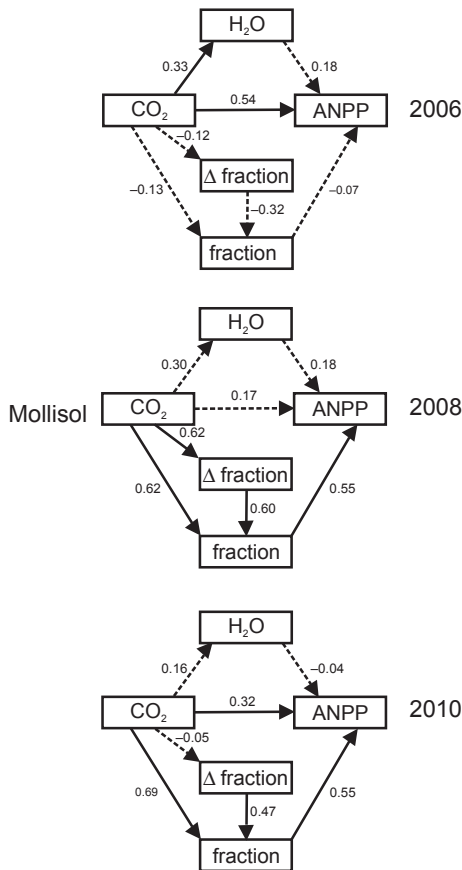 H₂O
0.33
0.18
CO₂
0.54
ANPP
2006
–0.12
Δ fraction
–0.13
–0.32
–0.07
fraction
H₂O
0.30
0.18
Mollisol
CO₂
0.17
ANPP
2008
0.62
Δ fraction
0.62
0.60
0.55
fraction
H₂O
0.16
–0.04
CO₂
0.32
ANPP
2010
–0.05
Δ fraction
0.69
0.47
0.55
fraction